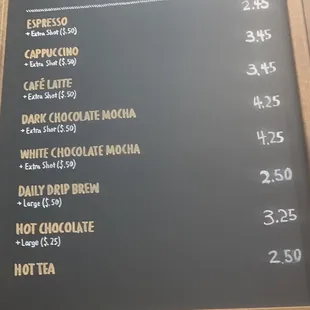 ESPRESSO 2.45
+ Extra Shot ($.50)
CAPPUCCINO 3.45
+ Extra Shot ($.50)
CAFÉ LATTE 3.45
+ Extra Shot ($.50)
DARK CHOCOLATE MOCHA 4.25
+ Extra Shot ($.50)
WHITE CHOCOLATE MOCHA 4.25
+ Extra Shot ($.50)
DAILY DRIP BREW 2.50
+ Large ($.50)
HOT CHOCOLATE 3.25
+ Large ($.25)
HOT TEA 2.50